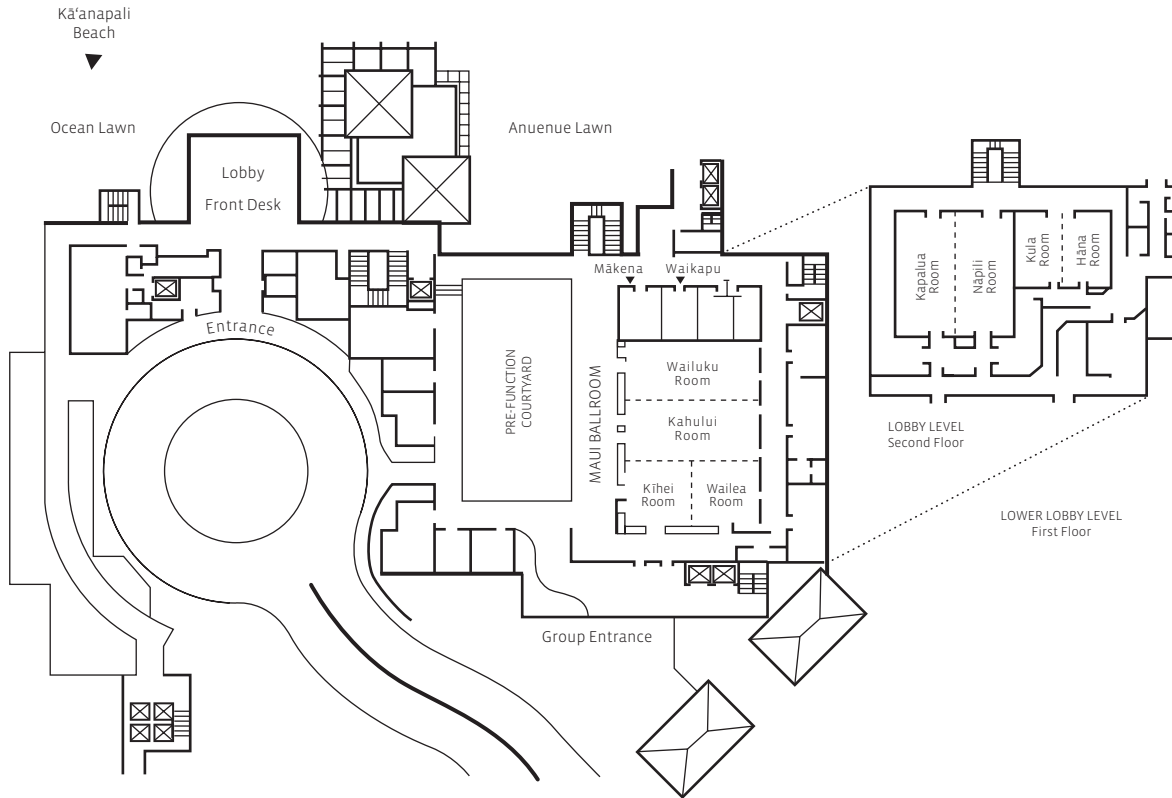 Kā‘anapali
Beach
Ocean Lawn
Anuenue Lawn
Lobby
Front Desk
Mākena
Waikapu
Entrance
PRE-FUNCTION
COURTYARD
MAUI BALLROOM
Wailuku
Room
Kahului
Room
Kīhei
Room
Wailea
Room
Group Entrance
Kapalua
Room
Nāpili
Room
Kula
Room
Hāna
Room
LOBBY LEVEL
Second Floor
LOWER LOBBY LEVEL
First Floor